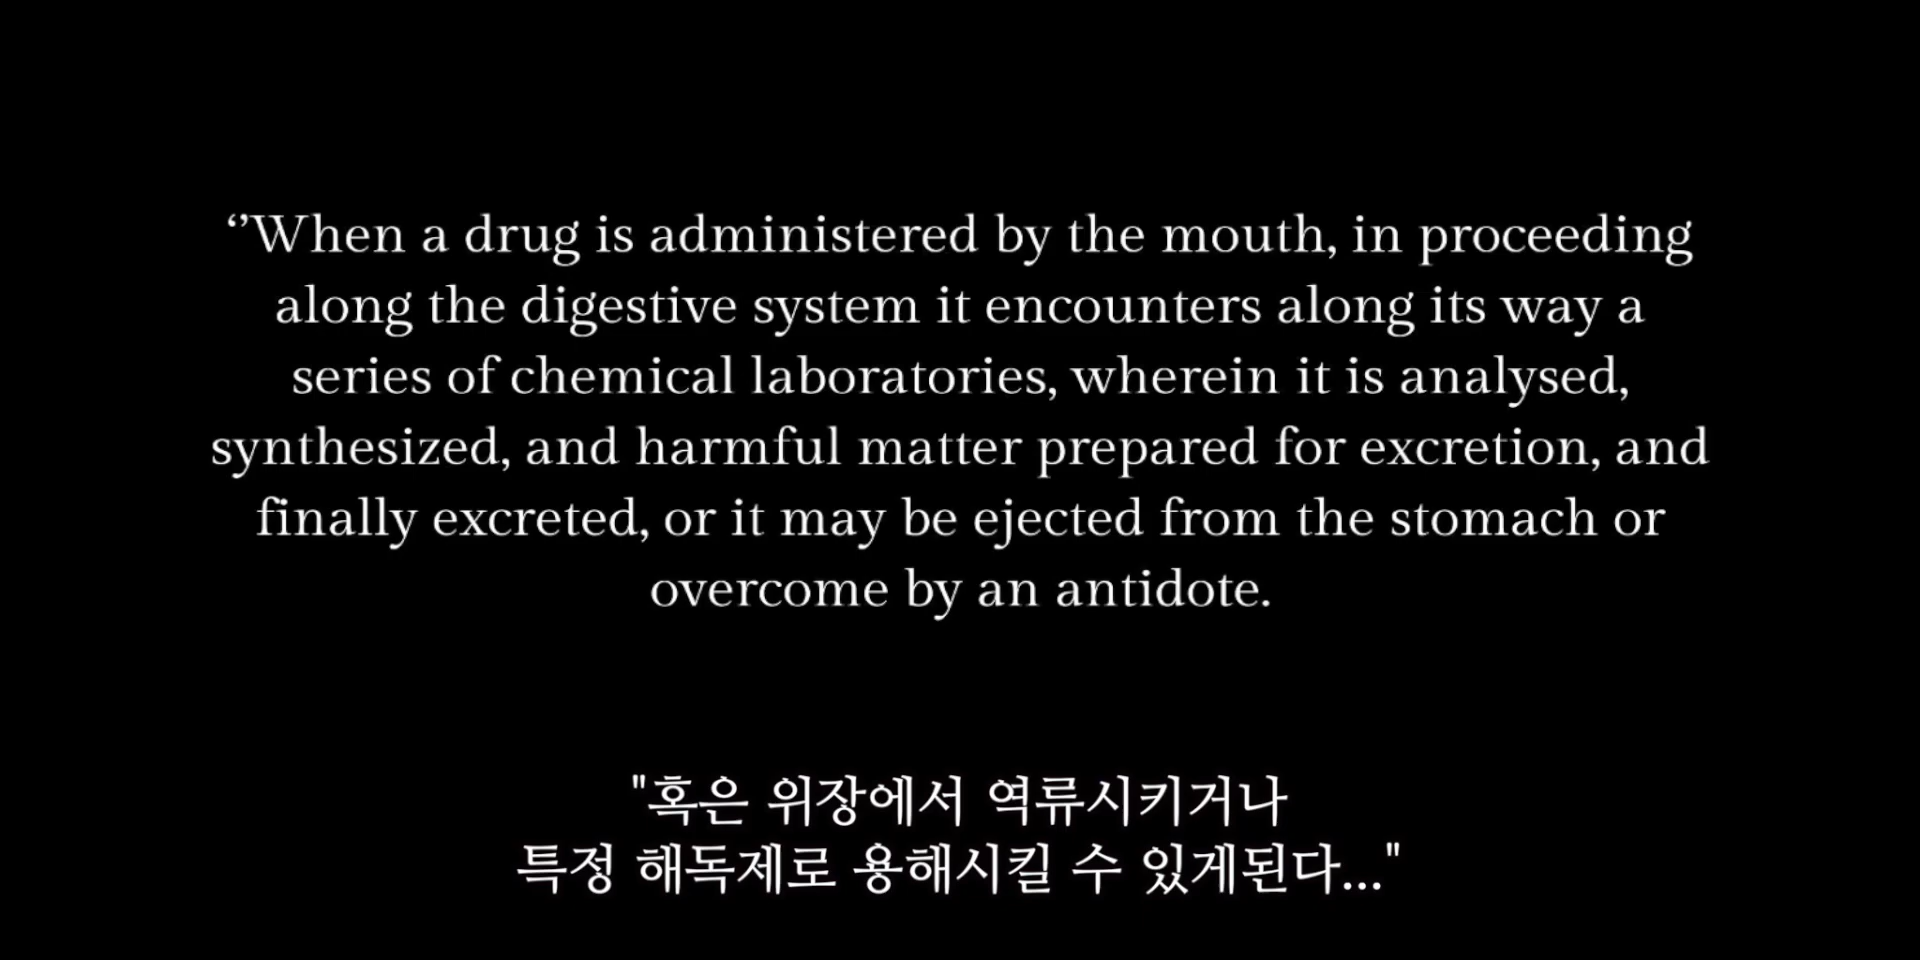 ‘’When a drug is administered by the mouth, in proceeding
along the digestive system it encounters along its way a
series of chemical laboratories, wherein it is analysed,
synthesized, and harmful matter prepared for excretion, and
finally excreted, or it may be ejected from the stomach or
overcome by an antidote.
"혹은 위장에서 역류시키거나
특정 해독제로 용해시킬 수 있게된다..."